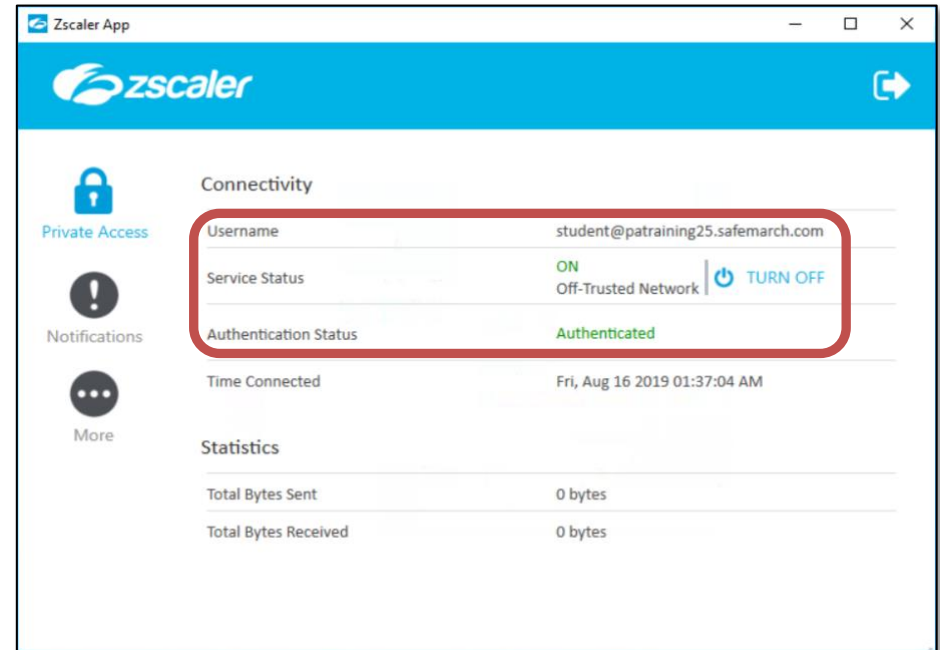 Zscaler App
zscaler
Private Access
Notifications
More
Connectivity
Username student@patraining25.safemarch.com
Service Status ON
Off-Trusted Network TURN OFF
Authentication Status Authenticated
Time Connected Fri, Aug 16 2019 01:37:04 AM
Statistics
Total Bytes Sent 0 bytes
Total Bytes Received 0 bytes